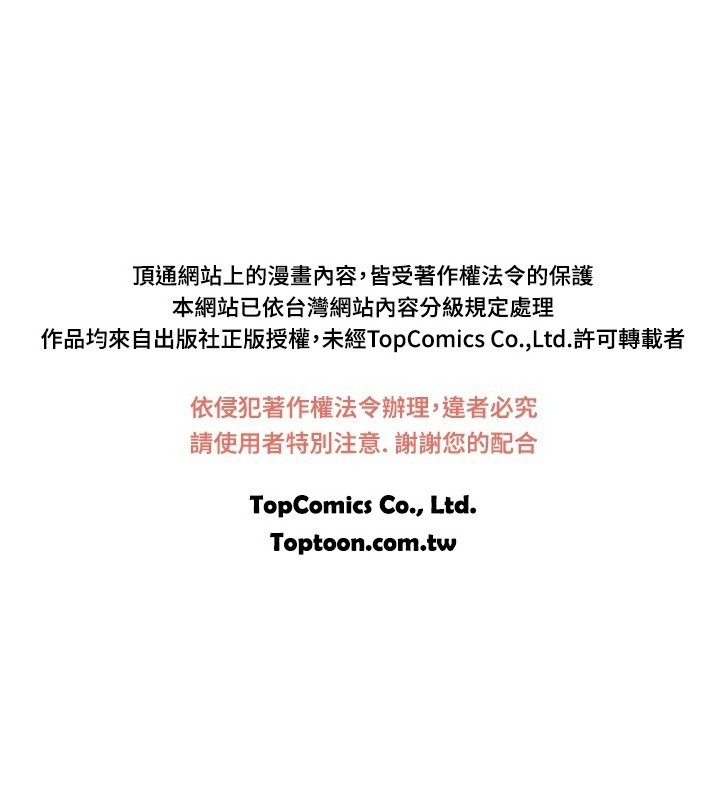 頂通網站上的漫畫內容，皆受著作權法令的保護
本網站已依台灣網站內容分級規定處理
作品均來自出版社正版授權，未經TopComics Co.,Ltd.許可轉載者
依侵犯著作權法令辦理，違者必究
請使用者特別注意. 謝謝您的配合
TopComics Co., Ltd.
Toptoon.com.tw